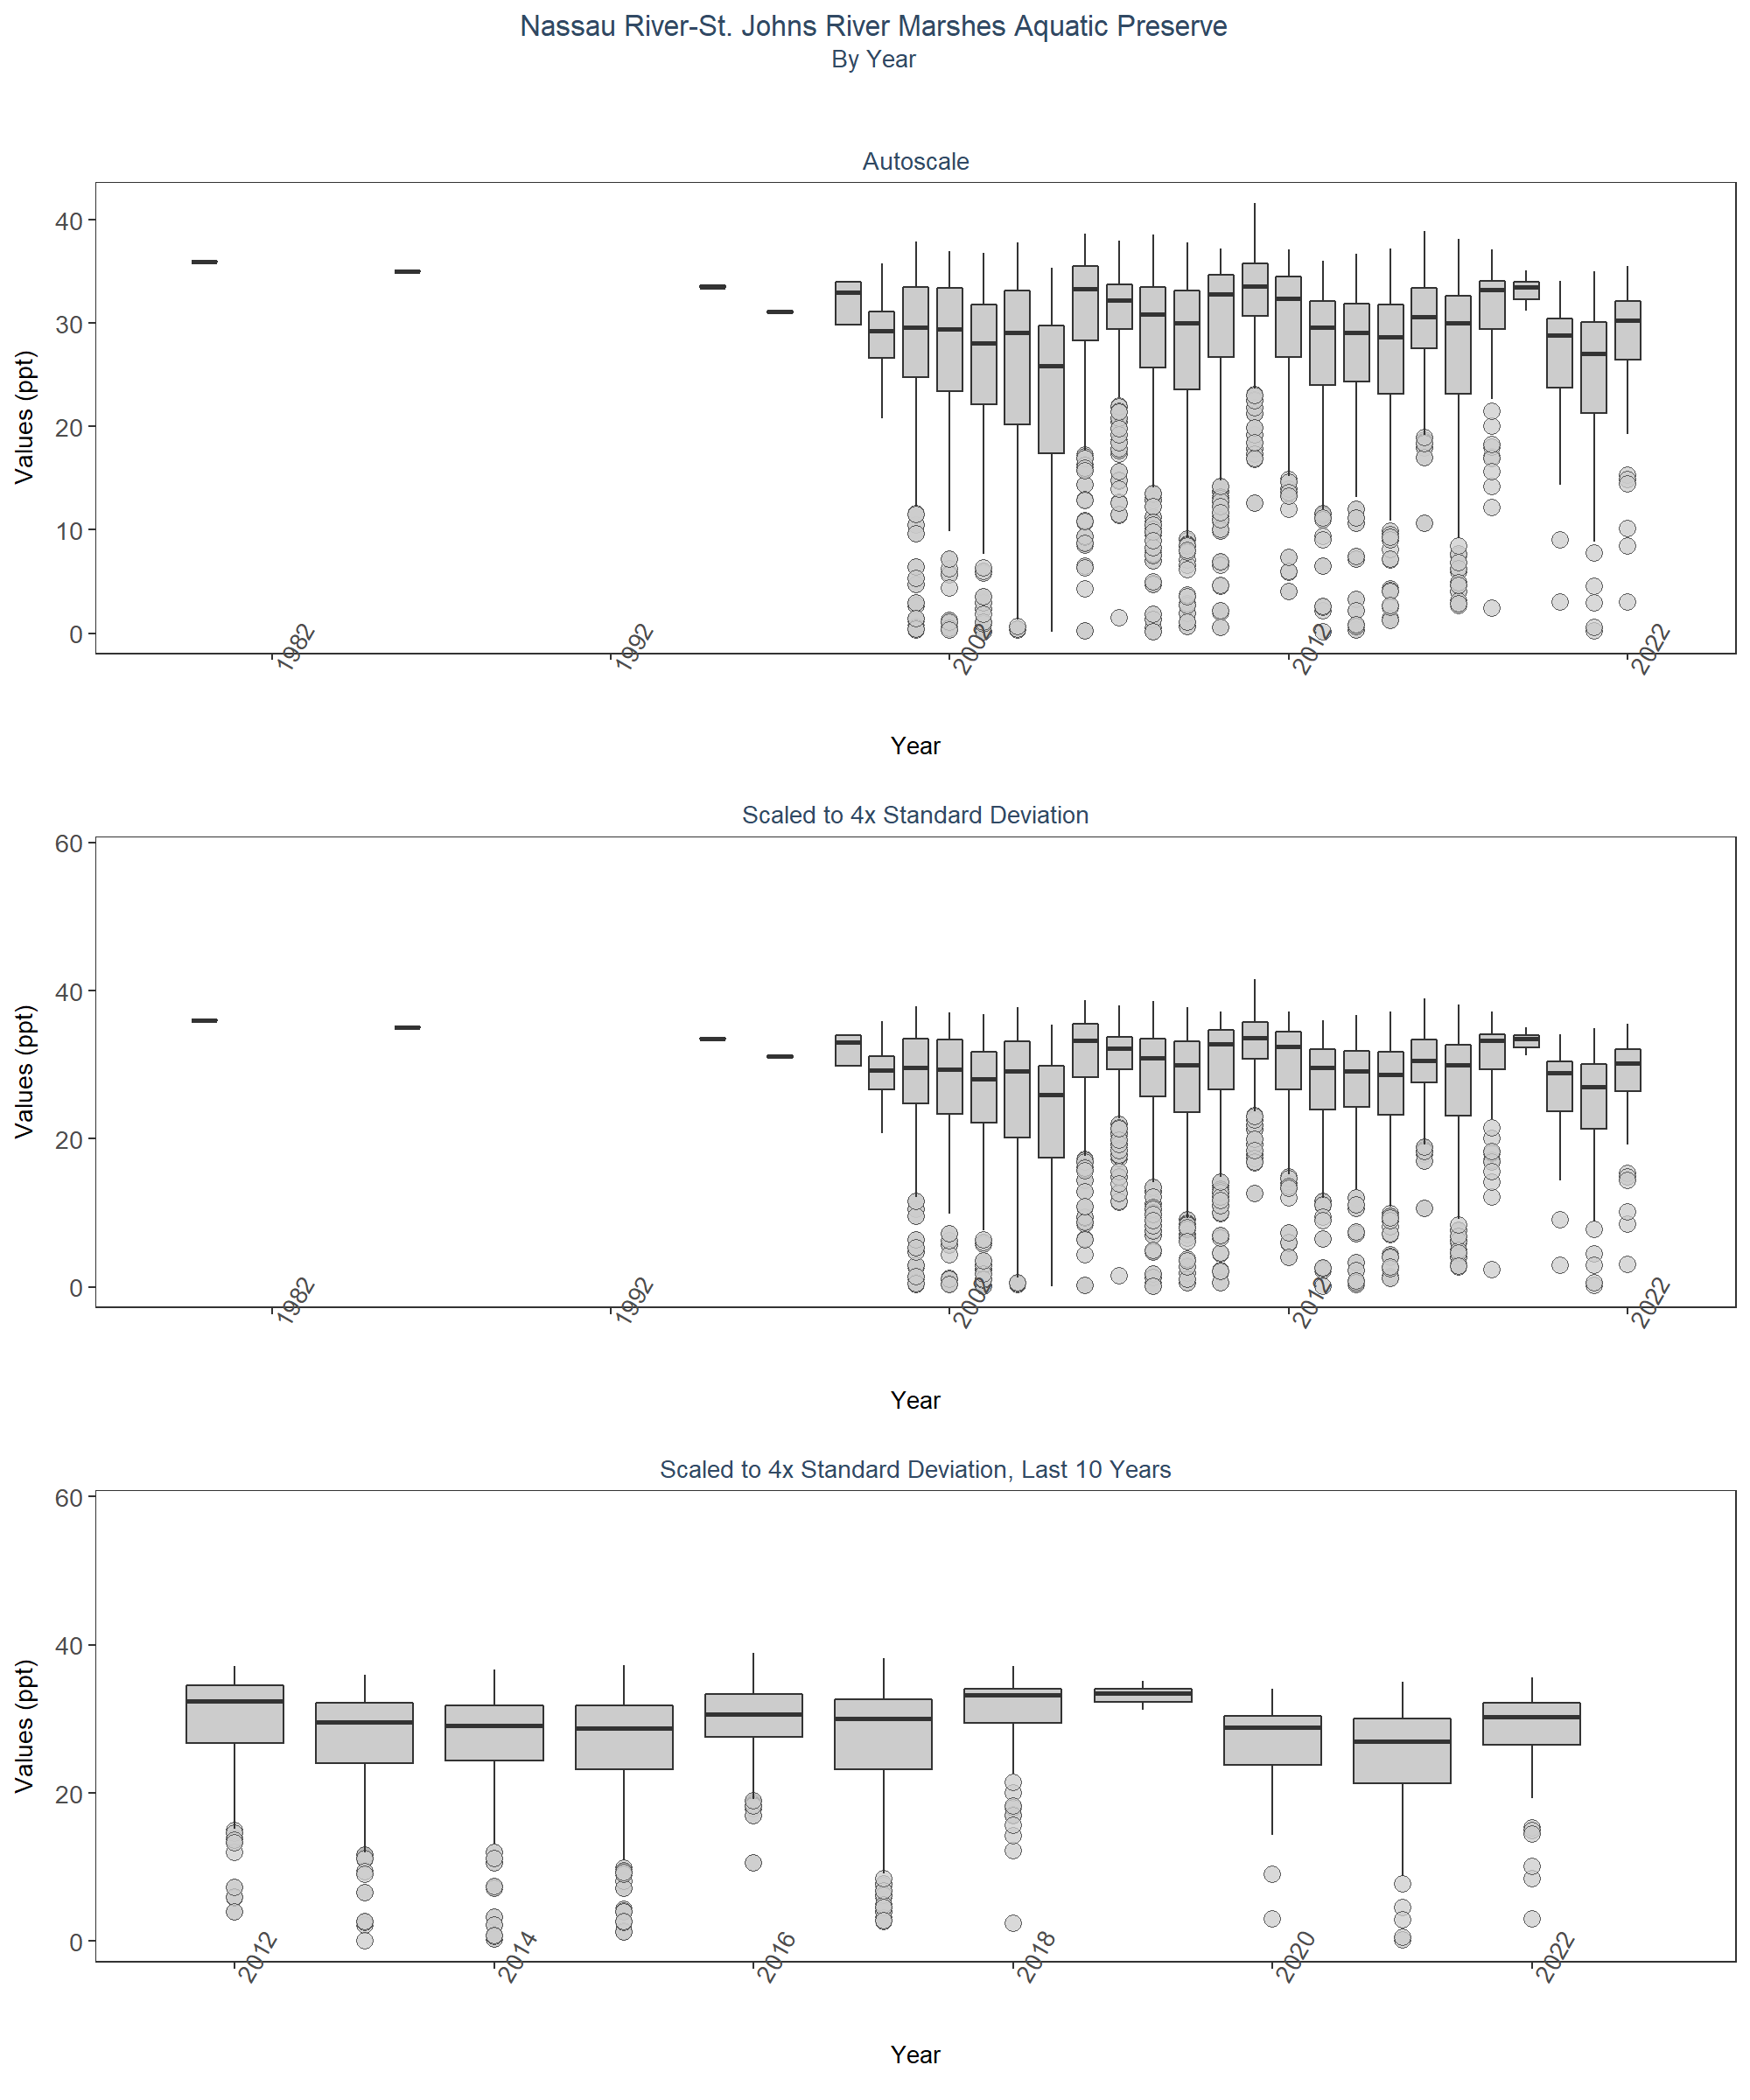 Nassau River-St. Johns River Marshes Aquatic Preserve
By Year
Autoscale
Values (ppt)
40
30
20
10
0
1982
1992
2002
2012
2022
Year
Scaled to 4x Standard Deviation
Values (ppt)
60
40
20
0
1982
1992
2002
2012
2022
Year
Scaled to 4x Standard Deviation, Last 10 Years
Values (ppt)
60
40
20
0
2012
2014
2016
2018
2020
2022
Year